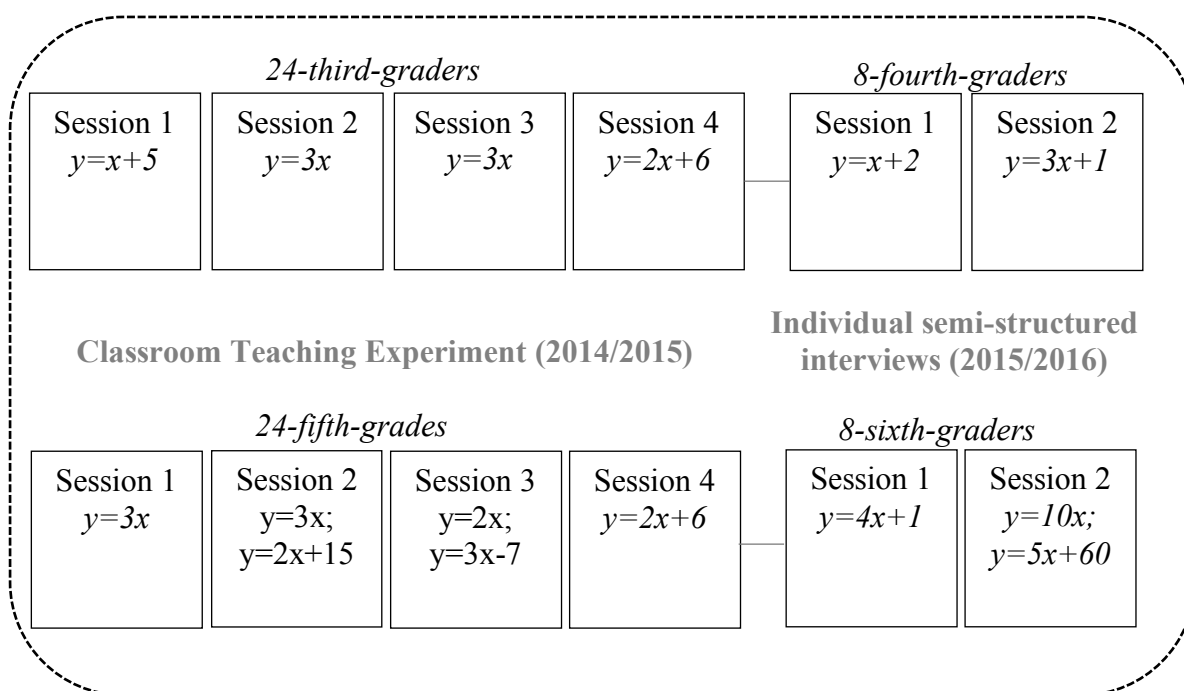 24-third-graders
8-fourth-graders
Session 1
y=x+5
Session 2
y=3x
Session 3
y=3x
Session 4
y=2x+6
Session 1
y=x+2
Session 2
y=3x+1
Classroom Teaching Experiment (2014/2015)
Individual semi-structured
interviews (2015/2016)
24-fifth-grades
8-sixth-graders
Session 1
y=3x
Session 2
y=3x;
y=2x+15
Session 3
y=2x;
y=3x-7
Session 4
y=2x+6
Session 1
y=4x+1
Session 2
y=10x;
y=5x+60